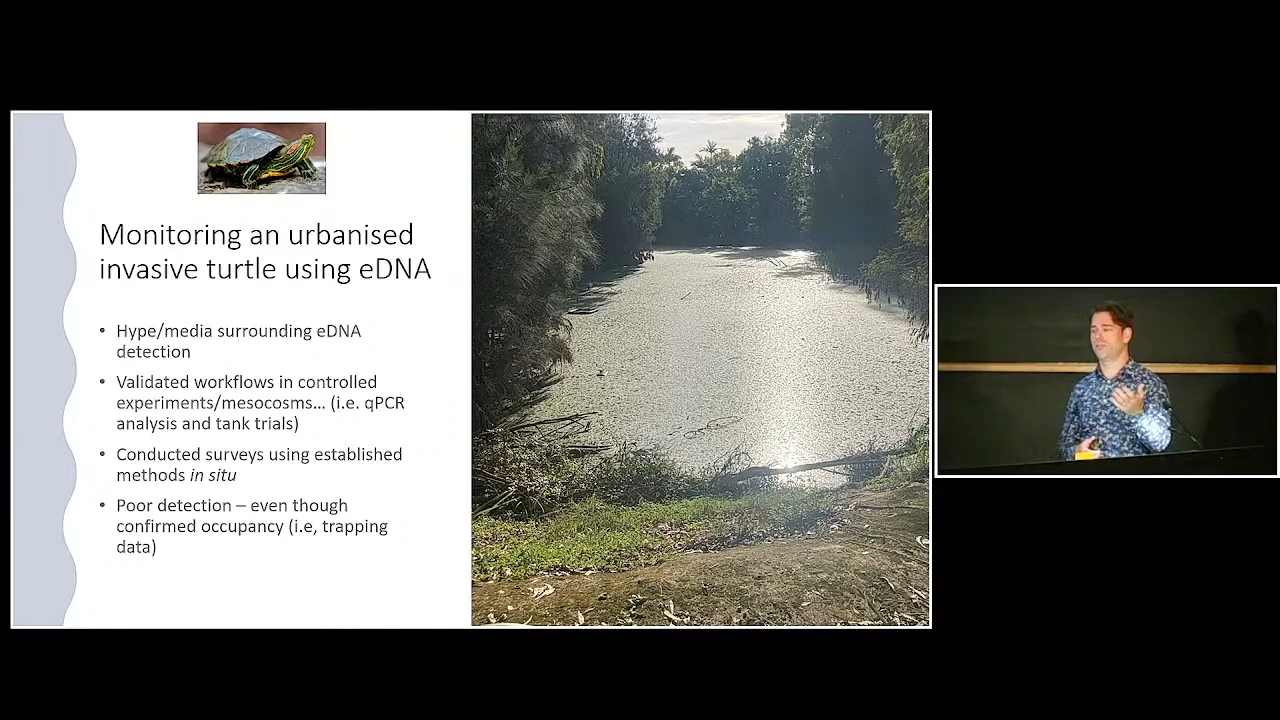 Monitoring an urbanised
invasive turtle using eDNA
• Hype/media surrounding eDNA
detection
• Validated workflows in controlled
experiments/mesocosms... (i.e. qPCR
analysis and tank trials)
• Conducted surveys using established
methods in situ
• Poor detection – even though
confirmed occupancy (i.e, trapping
data)